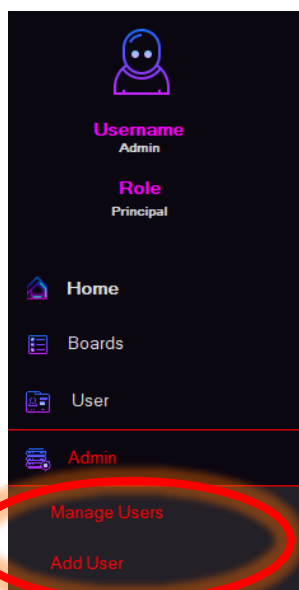 Username
Admin
Role
Principal
Home
Boards
User
Admin
Manage Users
Add User